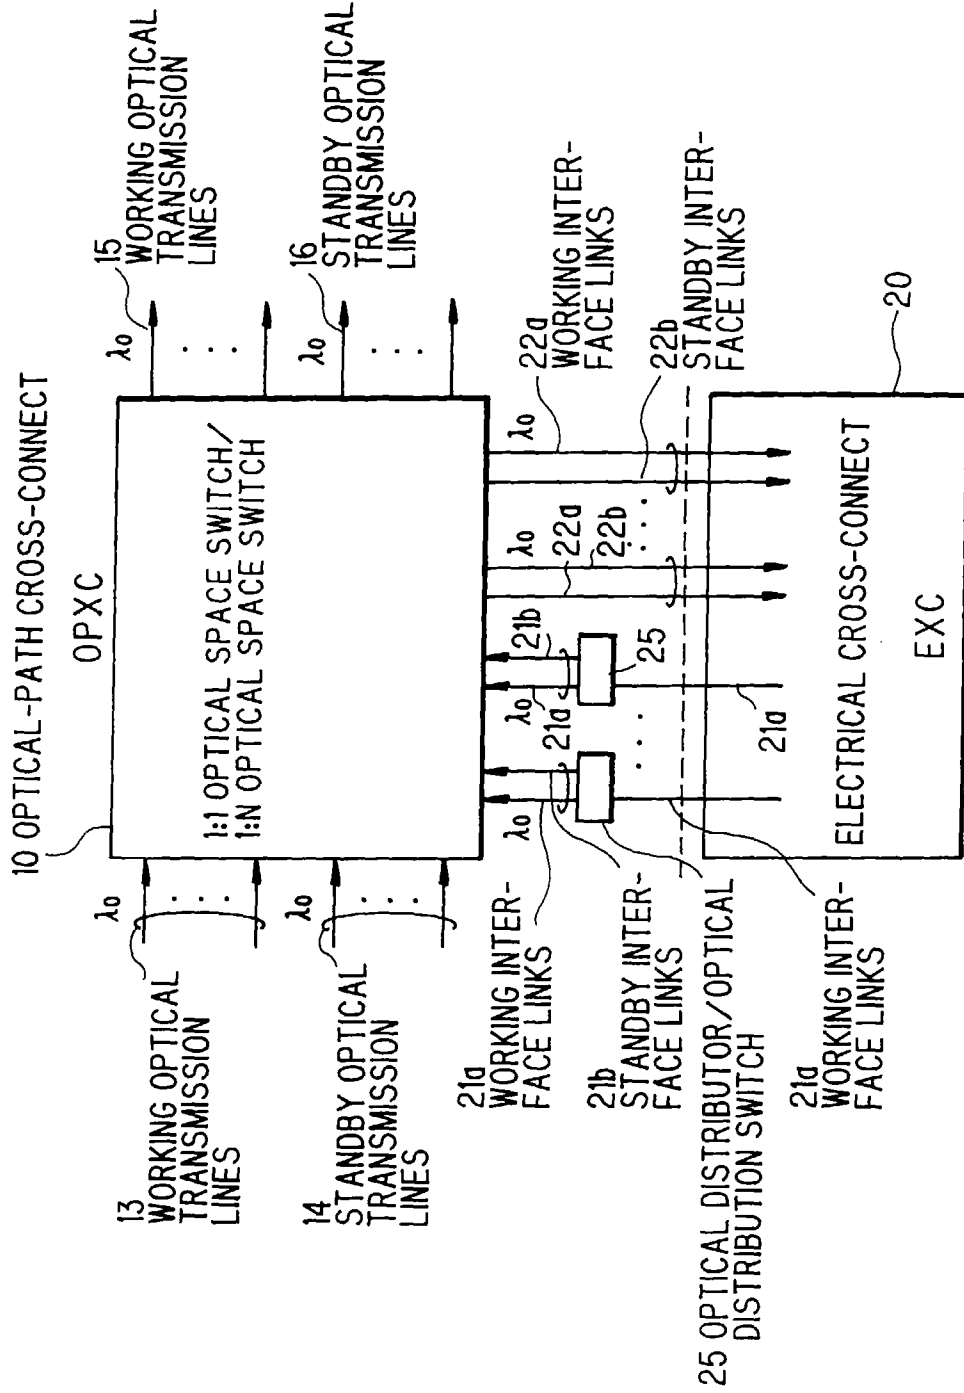 10 OPTICAL-PATH CROSS-CONNECT
OPXC
1:1 OPTICAL SPACE SWITCH/
1:N OPTICAL SPACE SWITCH
λ0
13
WORKING OPTICAL
TRANSMISSION
LINES
λ0
14
STANDBY OPTICAL
TRANSMISSION
LINES
λ0
15
WORKING OPTICAL
TRANSMISSION
LINES
λ0
16
STANDBY OPTICAL
TRANSMISSION
LINES
λ0
λ0
21a
21b
λ0
22a
22b
λ0
22a
WORKING INTER-
FACE LINKS
22b
STANDBY INTER-
FACE LINKS
25
21a
WORKING INTER-
FACE LINKS
21b
STANDBY INTER-
FACE LINKS
25 OPTICAL DISTRIBUTOR/OPTICAL
DISTRIBUTION SWITCH
21a
WORKING INTER-
FACE LINKS
21a
ELECTRICAL CROSS-CONNECT
EXC
20